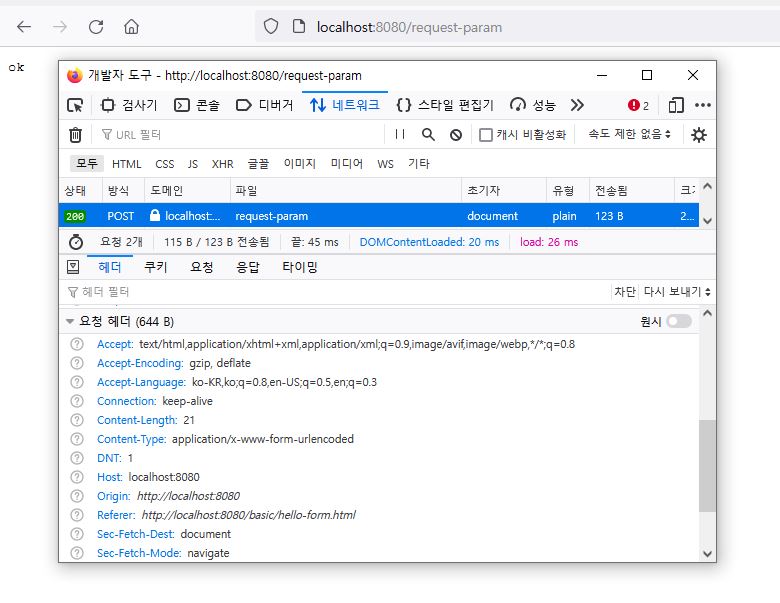 localhost:8080/request-param
ok
개발자 도구 - http://localhost:8080/request-param
검사기 콘솔 디버거 네트워크 스타일 편집기 성능 2
URL 필터 캐시 비활성화 속도 제한 없음
모두 HTML CSS JS XHR 글꼴 이미지 미디어 WS 기타
상태 방식 도메인 파일 초기자 유형 전송됨
200 POST localhost:... request-param document plain 123 B 2...
요청 2개 115 B / 123 B 전송됨 끝: 45 ms DOMContentLoaded: 20 ms load: 26 ms
헤더 쿠키 요청 응답 타이밍
헤더 필터 차단 다시 보내기
요청 헤더 (644 B) 원시
Accept: text/html,application/xhtml+xml,application/xml;q=0.9,image/avif,image/webp,*/*;q=0.8
Accept-Encoding: gzip, deflate
Accept-Language: ko-KR,ko;q=0.8,en-US;q=0.5,en;q=0.3
Connection: keep-alive
Content-Length: 21
Content-Type: application/x-www-form-urlencoded
DNT: 1
Host: localhost:8080
Origin: http://localhost:8080
Referer: http://localhost:8080/basic/hello-form.html
Sec-Fetch-Dest: document
Sec-Fetch-Mode: navigate